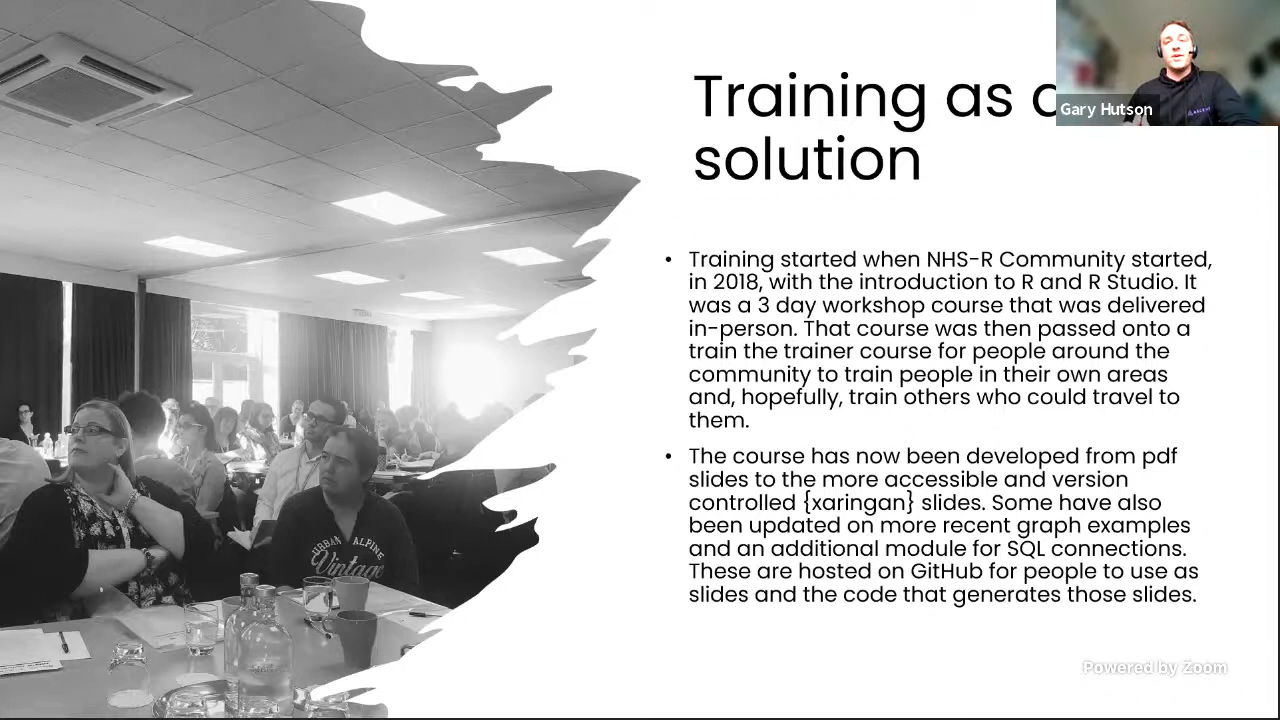 Training as a
solution
Gary Hutson
• Training started when NHS-R Community started,
in 2018, with the introduction to R and R Studio. It
was a 3 day workshop course that was delivered
in-person. That course was then passed onto a
train the trainer course for people around the
community to train people in their own areas
and, hopefully, train others who could travel to
them.
• The course has now been developed from pdf
slides to the more accessible and version
controlled {xaringan} slides. Some have also
been updated on more recent graph examples
and an additional module for SQL connections.
These are hosted on GitHub for people to use as
slides and the code that generates those slides.
URBAN ALPINE
Vintage
Powered by Zoom